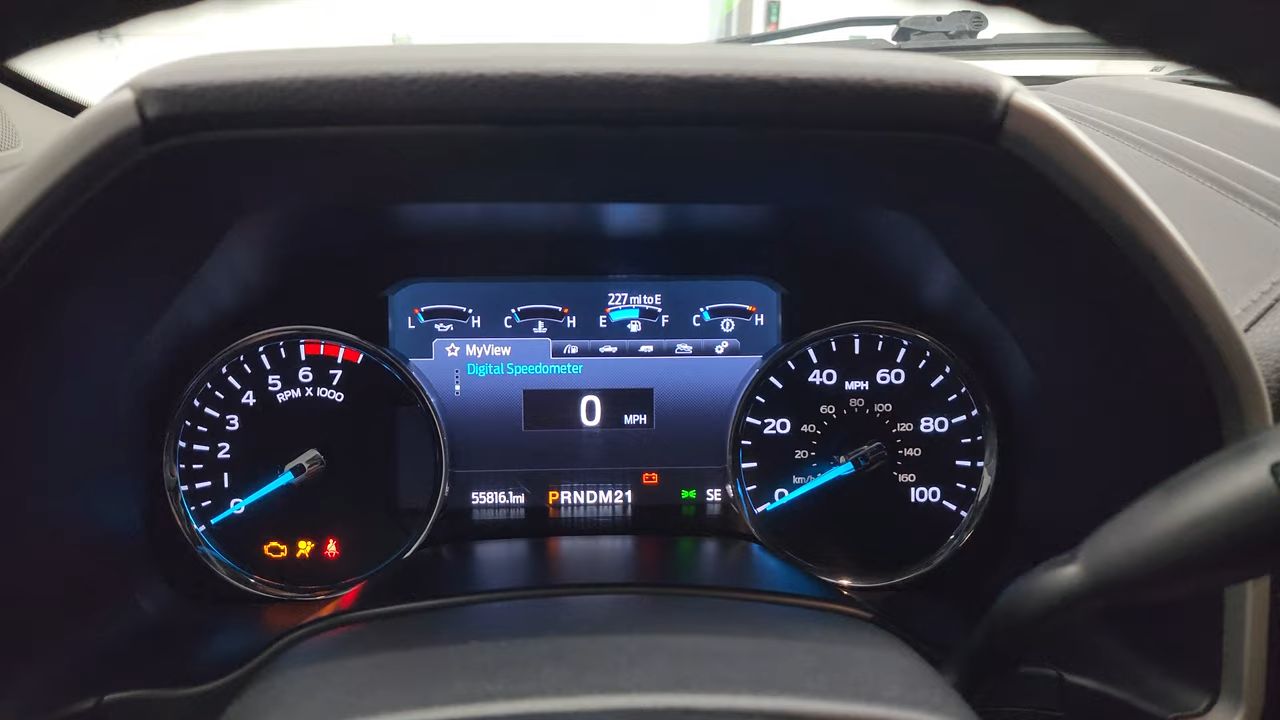 227 mi to E
L H C H E F C H
MyView
Digital Speedometer
0 MPH
55816.1mi PRNDM21 SE
0 1 2 3 4 5 6 7
RPM X 1000
0 20 40 60 80 100
MPH
20 40 60 80 100 120 140 160
km/h